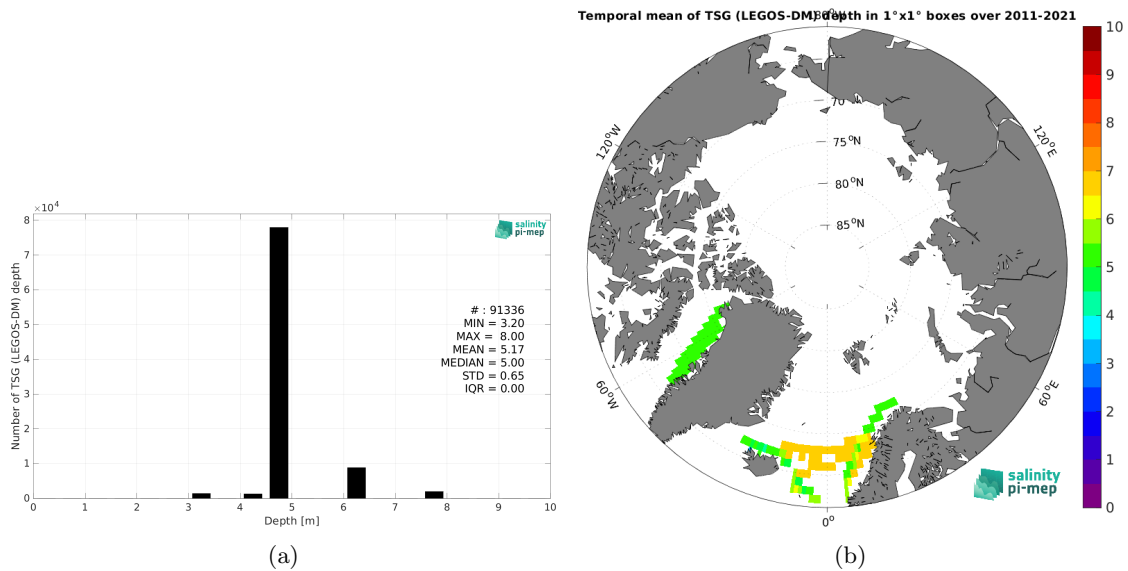 ×10⁴
8
7
6
5
4
3
2
1
0
Number of TSG (LEGOS-DM) depth
salinity
pi-mep
# : 91336
MIN = 3.20
MAX = 8.00
MEAN = 5.17
MEDIAN = 5.00
STD = 0.65
IQR = 0.00
0 1 2 3 4 5 6 7 8 9 10
Depth [m]
(a)
Temporal mean of TSG (LEGOS-DM) depth in 1°x1° boxes over 2011-2021
180°W
70
75°N
80°N
85°N
120°W
120°E
60°W
60°E
0°
salinity
pi-mep
10
9
8
7
6
5
4
3
2
1
0
(b)